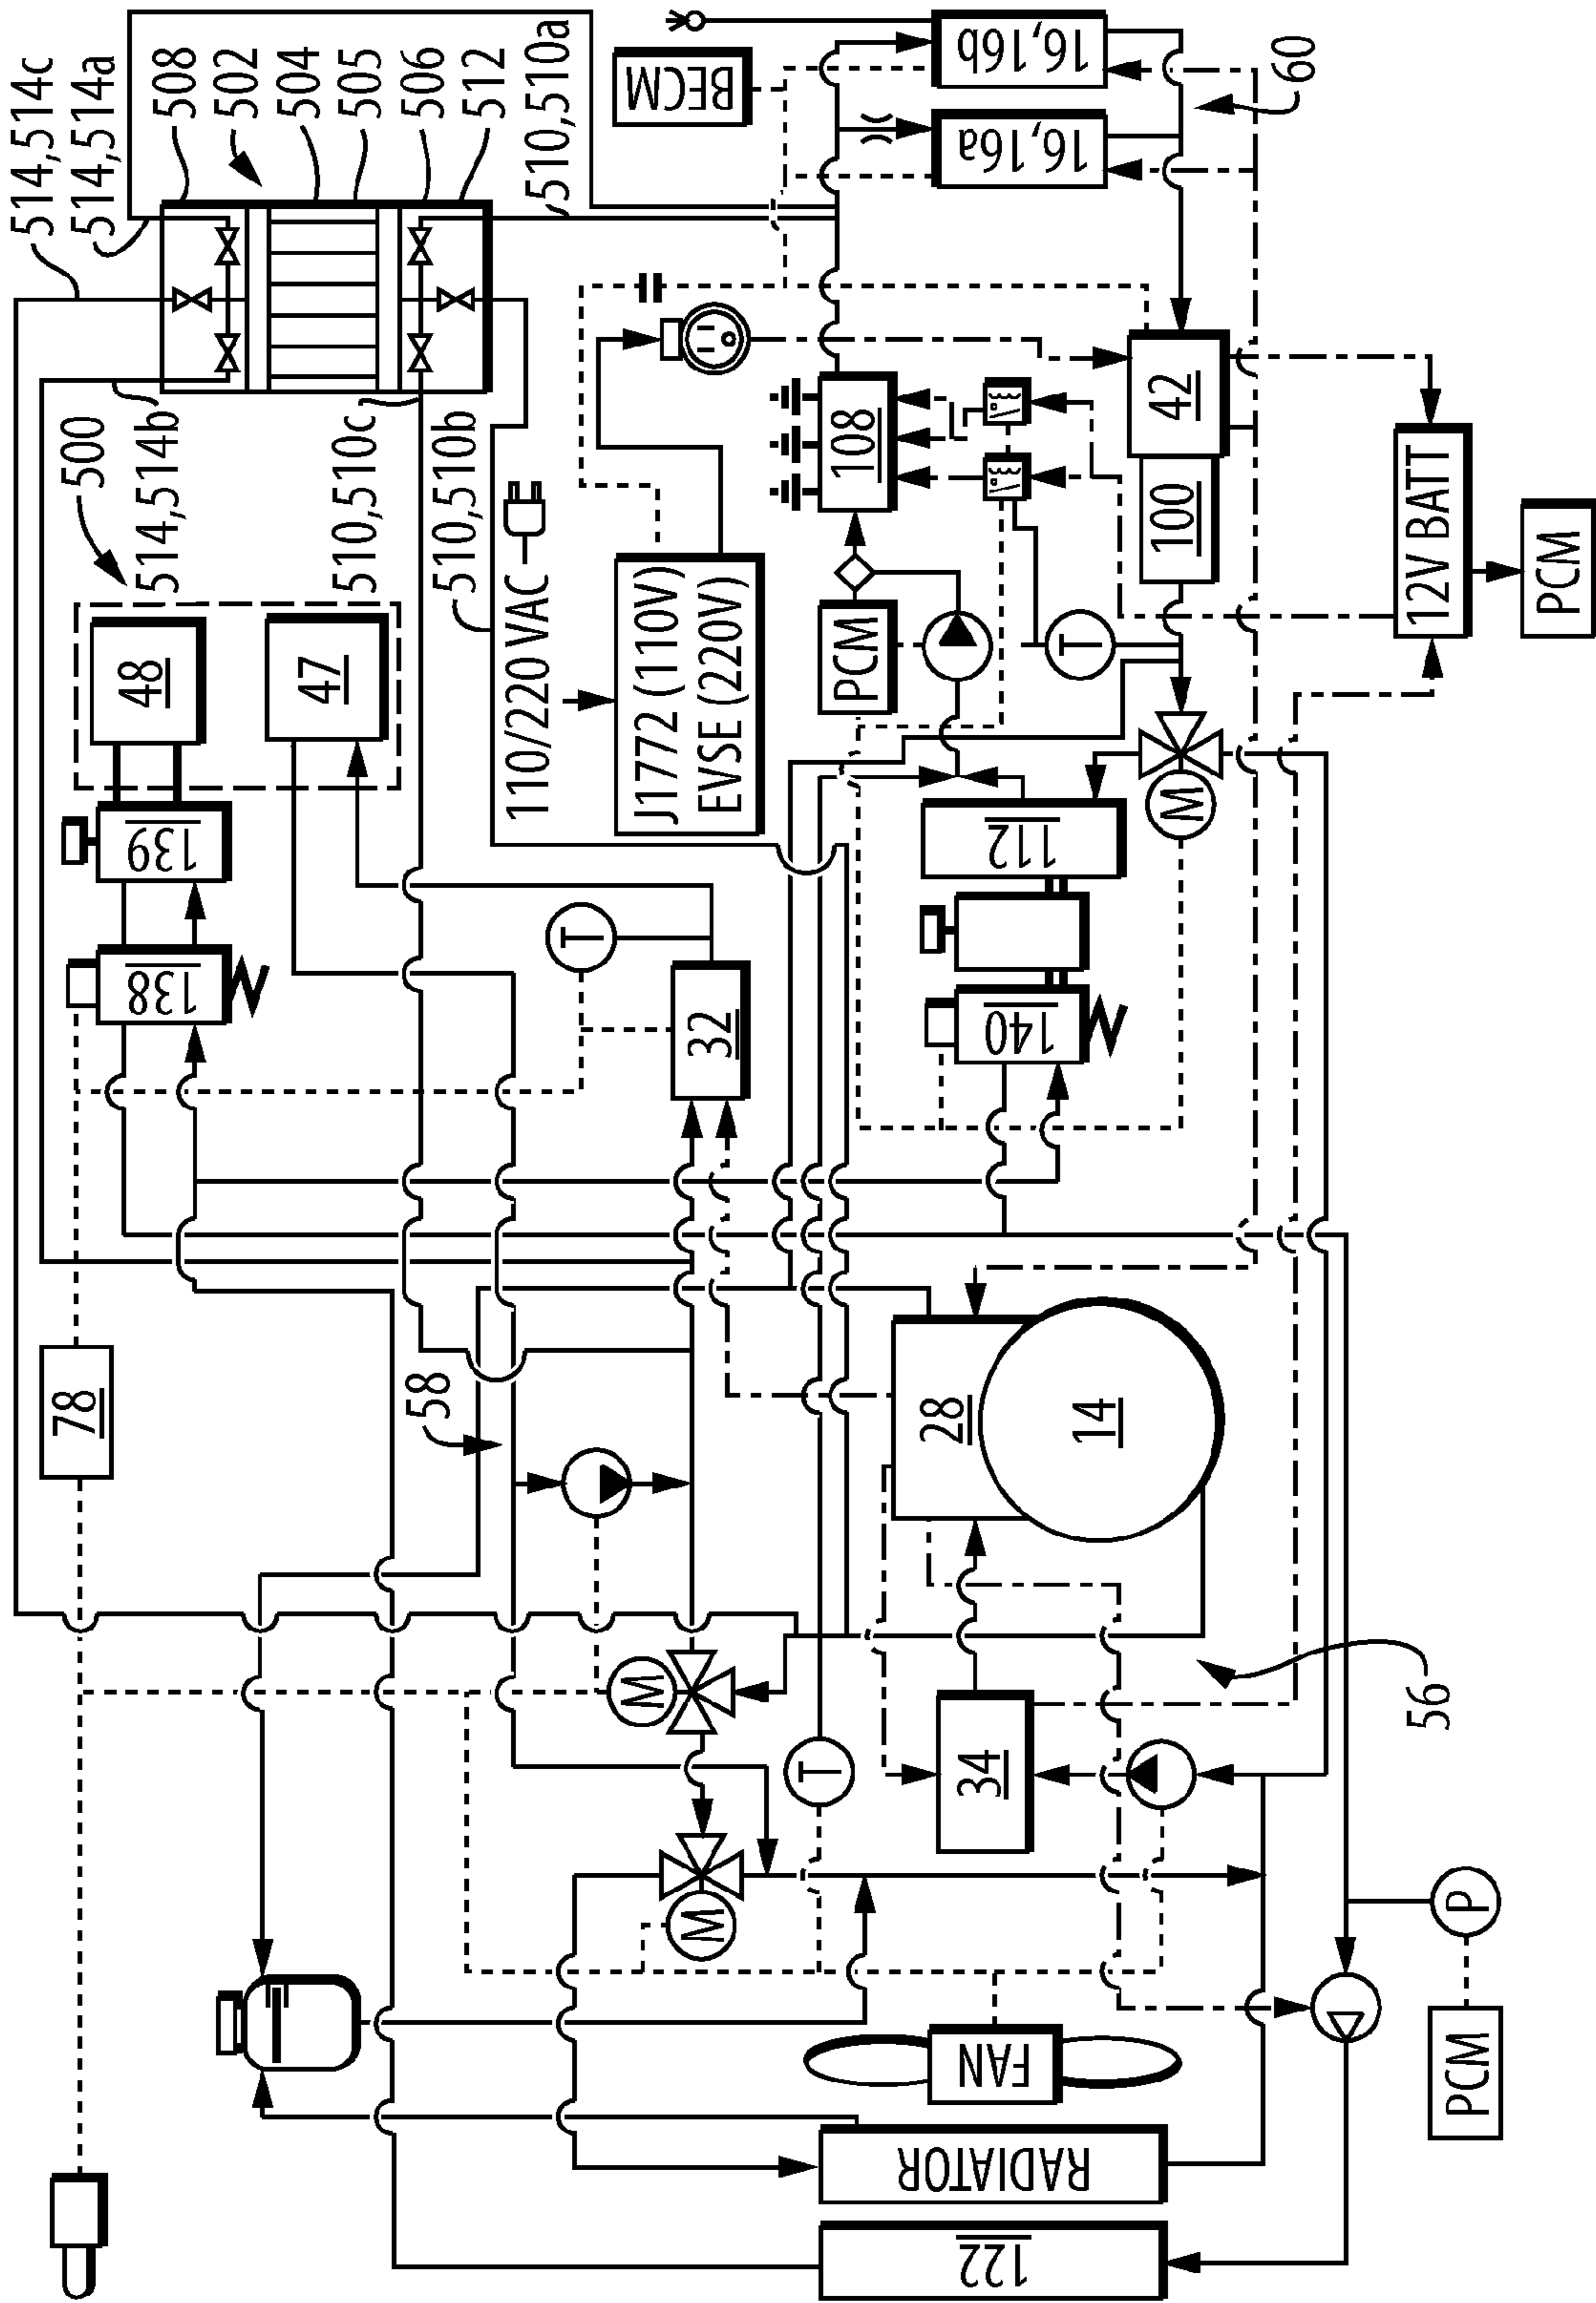 514,514c
514,514a
508
502
504
505
506
512
510,510a
BECM
16,16b
16,16a
60
500
514,514b
510,510c
510,510b
48
47
139
138
110/220 VAC
J1772 (110V)
EVSE (220V)
108
42
100
PCM
T
12V BATT
PCM
M
112
140
T
32
78
58
28
14
M
T
34
56
M
FAN
P
PCM
RADIATOR
122